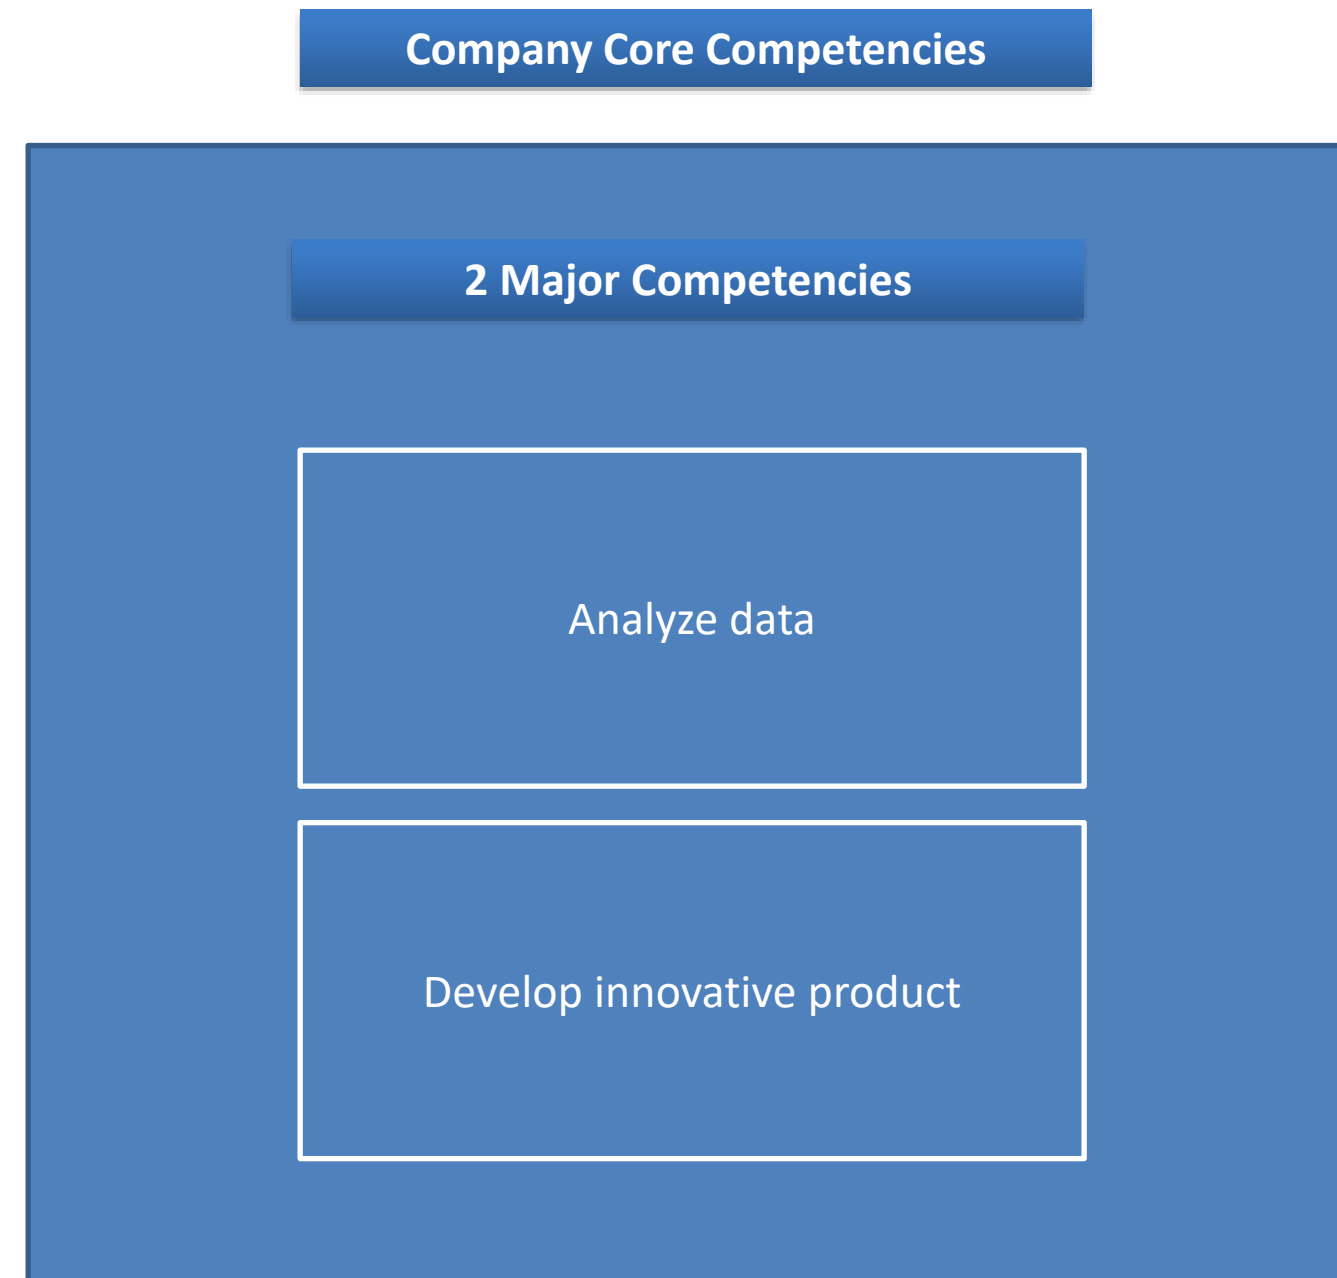 Company Core Competencies
2 Major Competencies
Analyze data
Develop innovative product